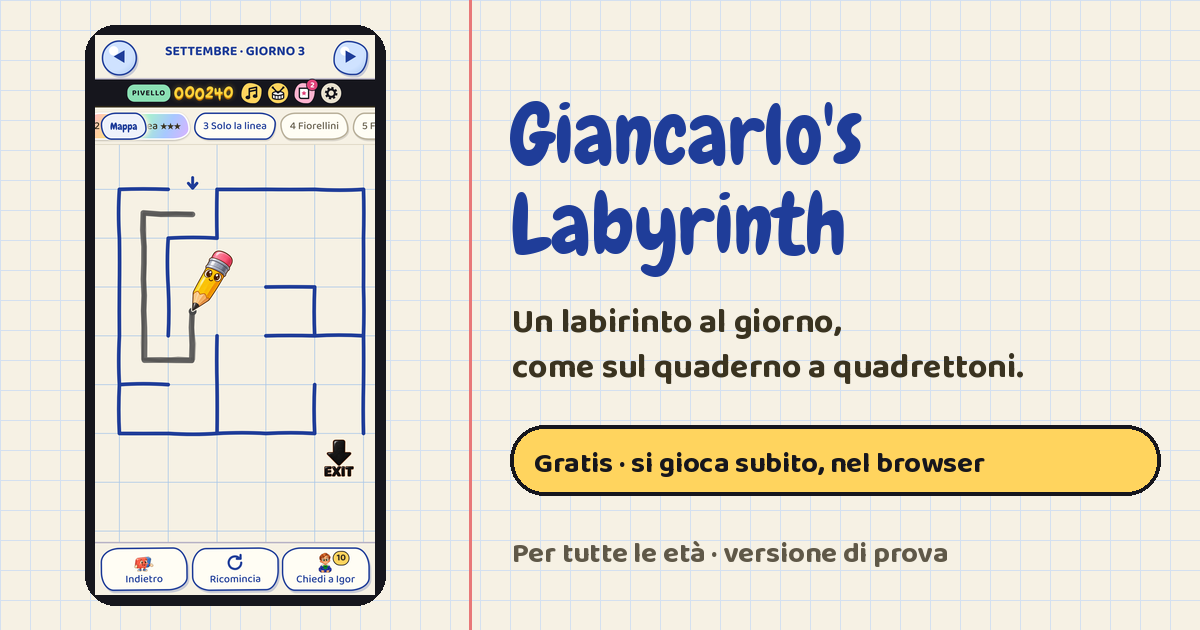 SETTEMBRE · GIORNO 3
PIVELLO 000240 2
Mappa ea ★★★ 3 Solo la linea 4 Fiorellini 5 F
EXIT
Indietro Ricomincia Chiedi a Igor 10
Giancarlo's
Labyrinth
Un labirinto al giorno,
come sul quaderno a quadrettoni.
Gratis · si gioca subito, nel browser
Per tutte le età · versione di prova